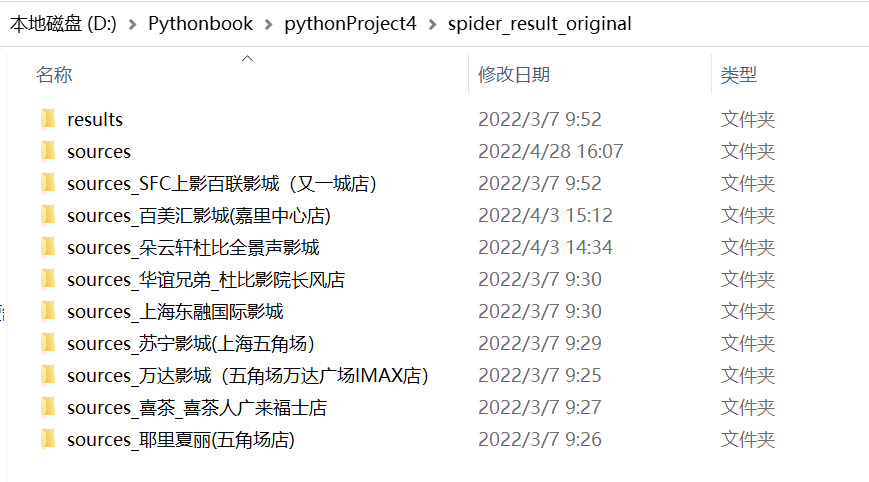 本地磁盘 (D:) > Pythonbook > pythonProject4 > spider_result_original
名称 修改日期 类型
results 2022/3/7 9:52 文件夹
sources 2022/4/28 16:07 文件夹
sources_SFC上影百联影城（又一城店） 2022/3/7 9:52 文件夹
sources_百美汇影城(嘉里中心店) 2022/4/3 15:12 文件夹
sources_朵云轩杜比全景声影城 2022/4/3 14:34 文件夹
sources_华谊兄弟_杜比影院长风店 2022/3/7 9:30 文件夹
sources_上海东融国际影城 2022/3/7 9:30 文件夹
sources_苏宁影城(上海五角场） 2022/3/7 9:29 文件夹
sources_万达影城（五角场万达广场IMAX店） 2022/3/7 9:25 文件夹
sources_喜茶_喜茶人广来福士店 2022/3/7 9:27 文件夹
sources_耶里夏丽(五角场店) 2022/3/7 9:26 文件夹